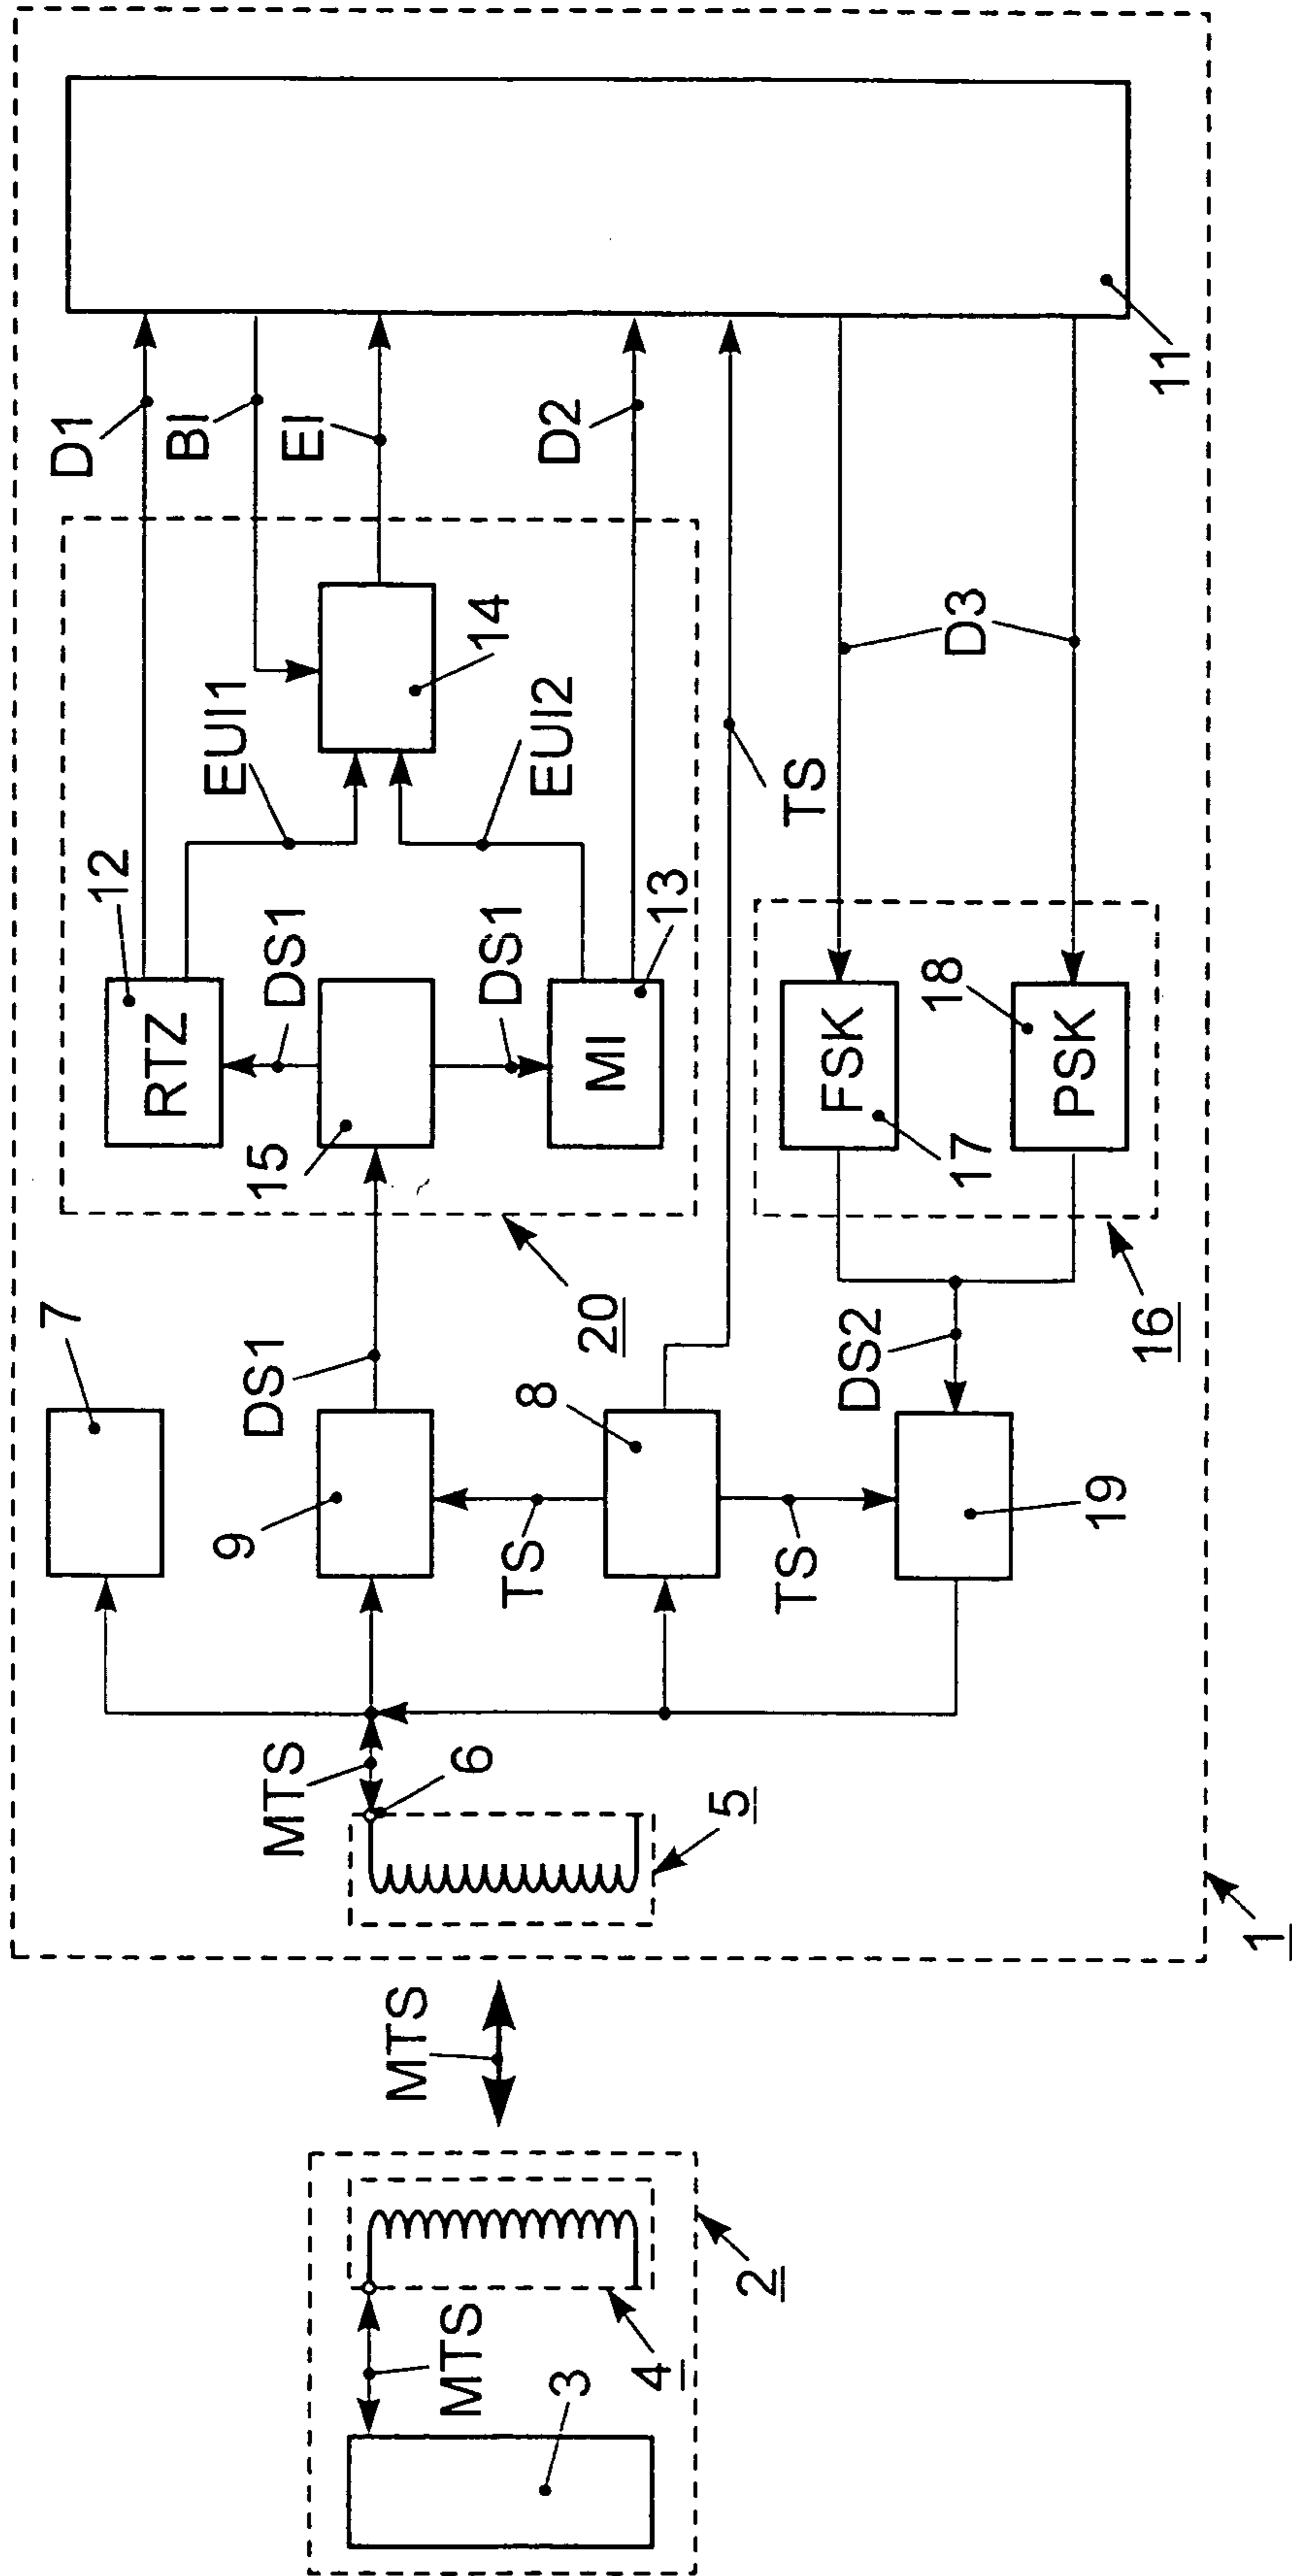 D1
BI
EI
D2
11
12
RTZ
EUI1
14
DS1
15
DS1
EUI2
MI
13
TS
D3
FSK
17
18
PSK
20
16
7
DS1
9
8
TS
TS
DS2
19
MTS
6
5
1
MTS
2
MTS
4
3